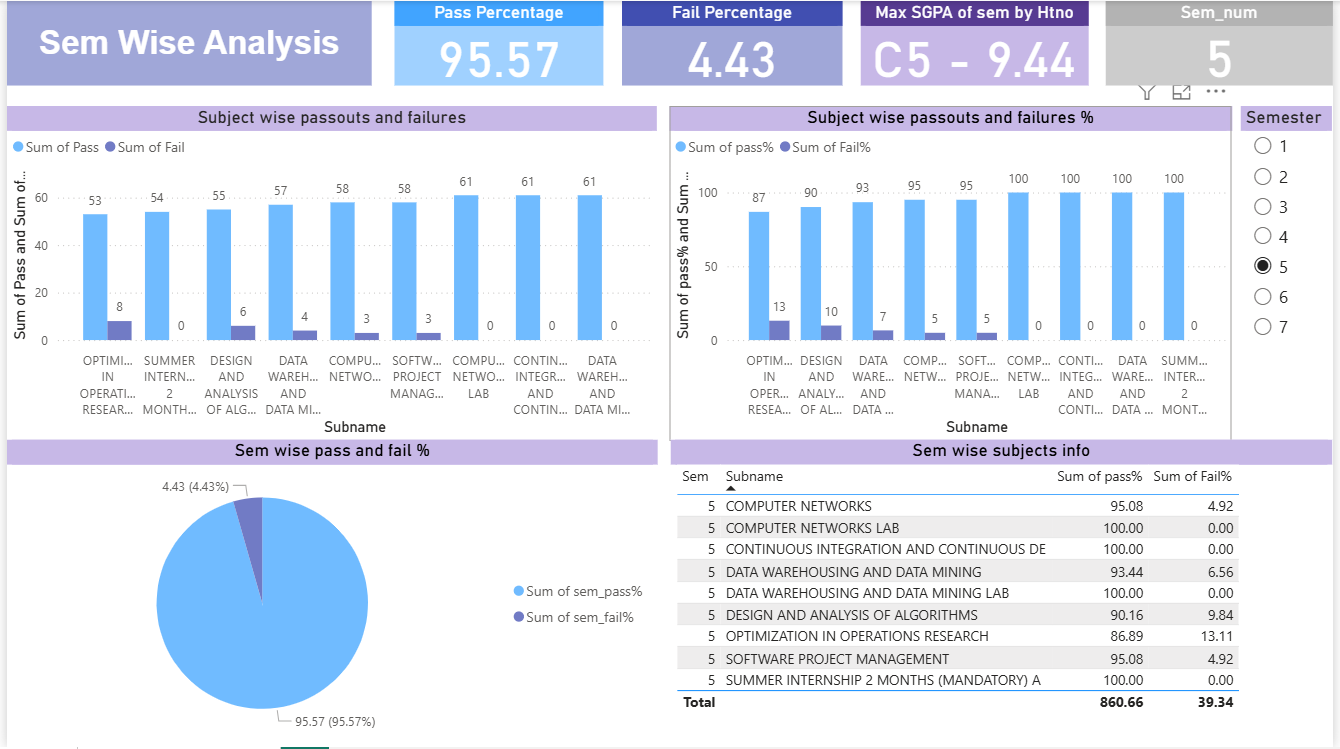 Sem Wise Analysis
Pass Percentage
95.57
Fail Percentage
4.43
Max SGPA of sem by Htno
C5 - 9.44
Sem_num
5
Subject wise passouts and failures
Sum of Pass Sum of Fail
Sum of Pass and Sum of...
60
40
20
0
53 54 55 57 58 58 61 61 61
8 0 6 4 3 3 0 0 0
OPTIMI... SUMMER DESIGN DATA COMPU... SOFTW... COMPU... CONTIN... DATA
IN INTERN... AND WAREH... NETWO... PROJECT NETWO... INTEGR... WAREH...
OPERATI... 2 ANALYSIS AND MANAG... LAB AND AND
RESEAR... MONTH... OF ALG... DATA MI... CONTIN... DATA MI...
Subname
Subject wise passouts and failures %
Sum of pass% Sum of Fail%
Sum of pass% and Sum ...
100
50
0
87 90 93 95 95 100 100 100 100
13 10 7 5 5 0 0 0 0
OPTIM... DESIGN DATA COMP... SOFT... COMP... CONTI... DATA SUMM...
IN AND WARE... NETW... PROJE... NETW... INTEG... WARE... INTER...
OPER... ANALY... AND MANA... LAB AND AND 2
RESEA... OF AL... DATA ... CONTI... DATA ... MONT...
Subname
Semester
1
2
3
4
5
6
7
Sem wise pass and fail %
4.43 (4.43%)
95.57 (95.57%)
Sum of sem_pass%
Sum of sem_fail%
Sem wise subjects info
Sem Subname Sum of pass% Sum of Fail%
5 COMPUTER NETWORKS 95.08 4.92
5 COMPUTER NETWORKS LAB 100.00 0.00
5 CONTINUOUS INTEGRATION AND CONTINUOUS DE 100.00 0.00
5 DATA WAREHOUSING AND DATA MINING 93.44 6.56
5 DATA WAREHOUSING AND DATA MINING LAB 100.00 0.00
5 DESIGN AND ANALYSIS OF ALGORITHMS 90.16 9.84
5 OPTIMIZATION IN OPERATIONS RESEARCH 86.89 13.11
5 SOFTWARE PROJECT MANAGEMENT 95.08 4.92
5 SUMMER INTERNSHIP 2 MONTHS (MANDATORY) A 100.00 0.00
Total 860.66 39.34